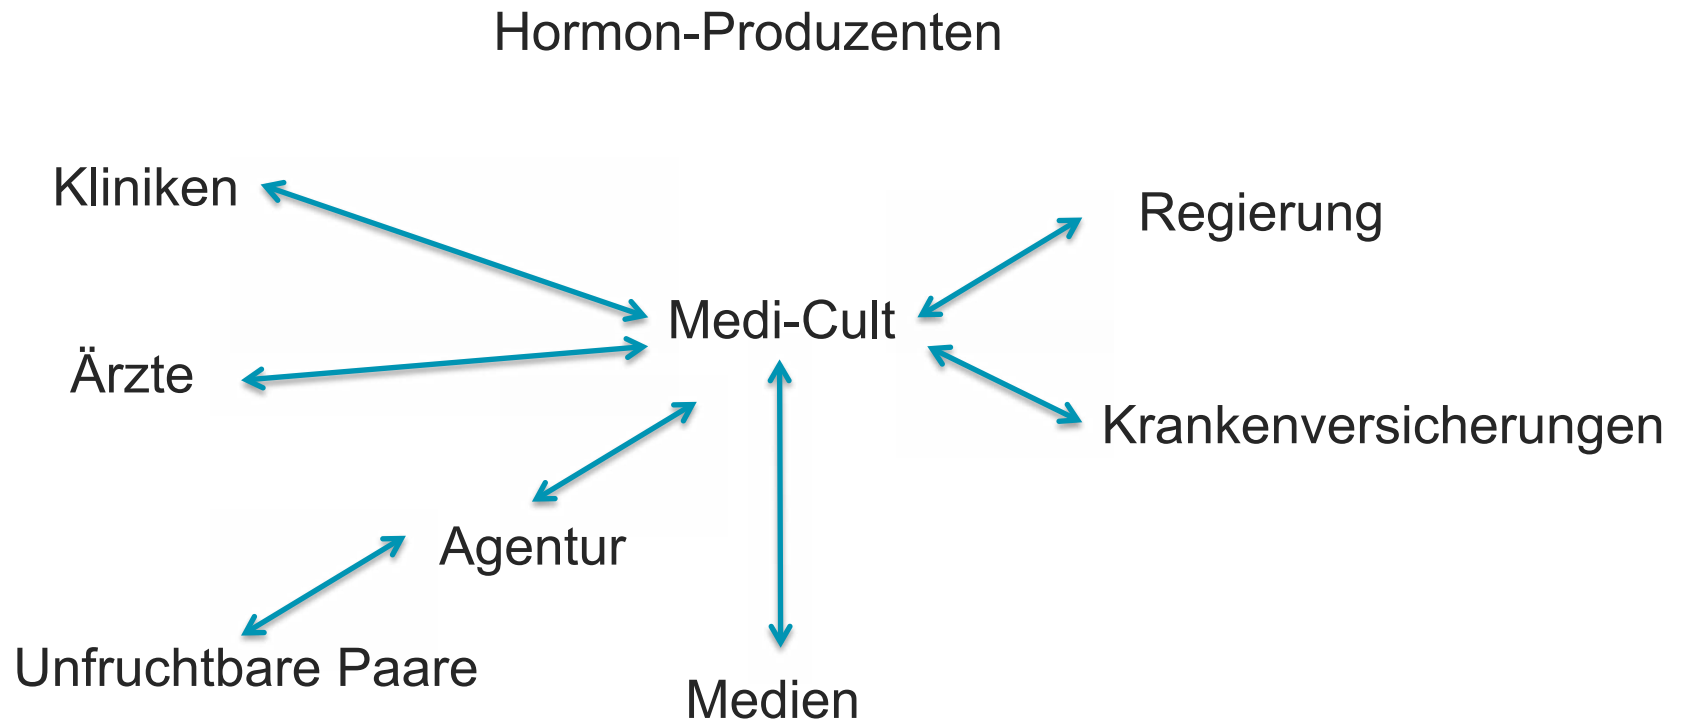 Hormon-Produzenten
Kliniken
Regierung
Medi-Cult
Ärzte
Krankenversicherungen
Agentur
Unfruchtbare Paare
Medien